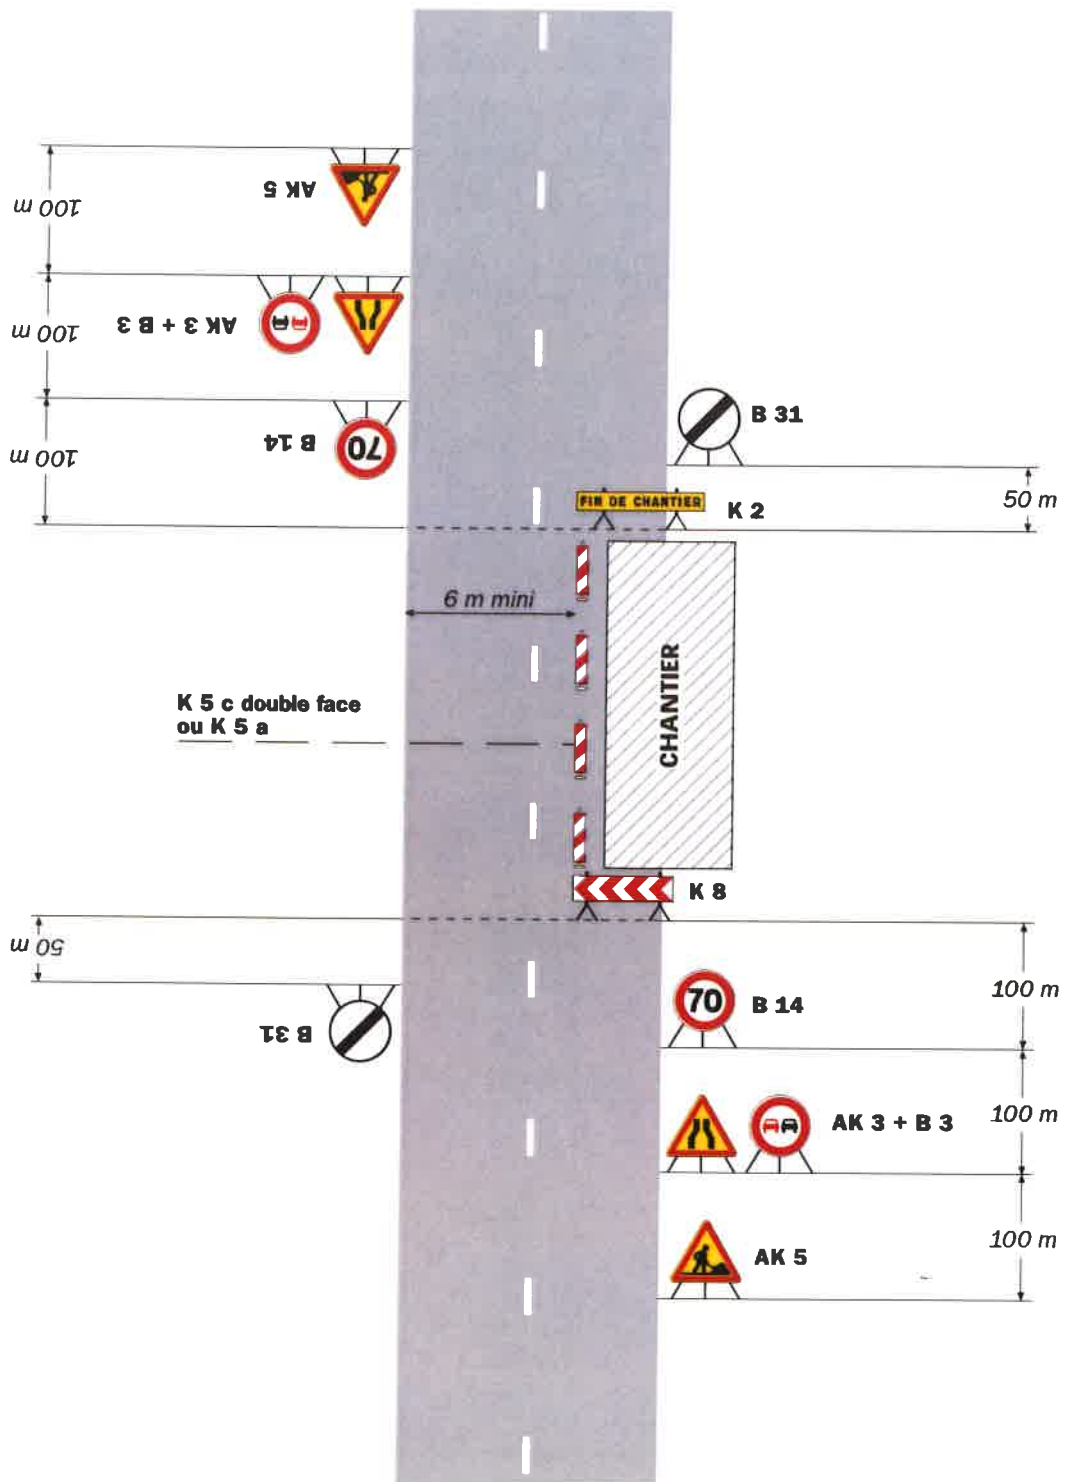 AK 5
100 m
AK 3 + B 3
100 m
B 14
70
100 m
B 31
FIN DE CHANTIER
K 2
50 m
6 m mini
CHANTIER
K 5 c double face
ou K 5 a
K 8
50 m
B 31
70
B 14
100 m
AK 3 + B 3
100 m
AK 5
100 m